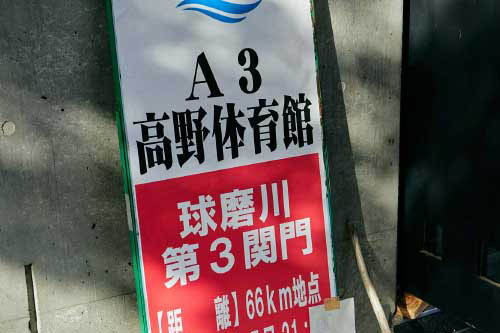 A3
高野体育館
球磨川
第3関門
【距 離】66km地点